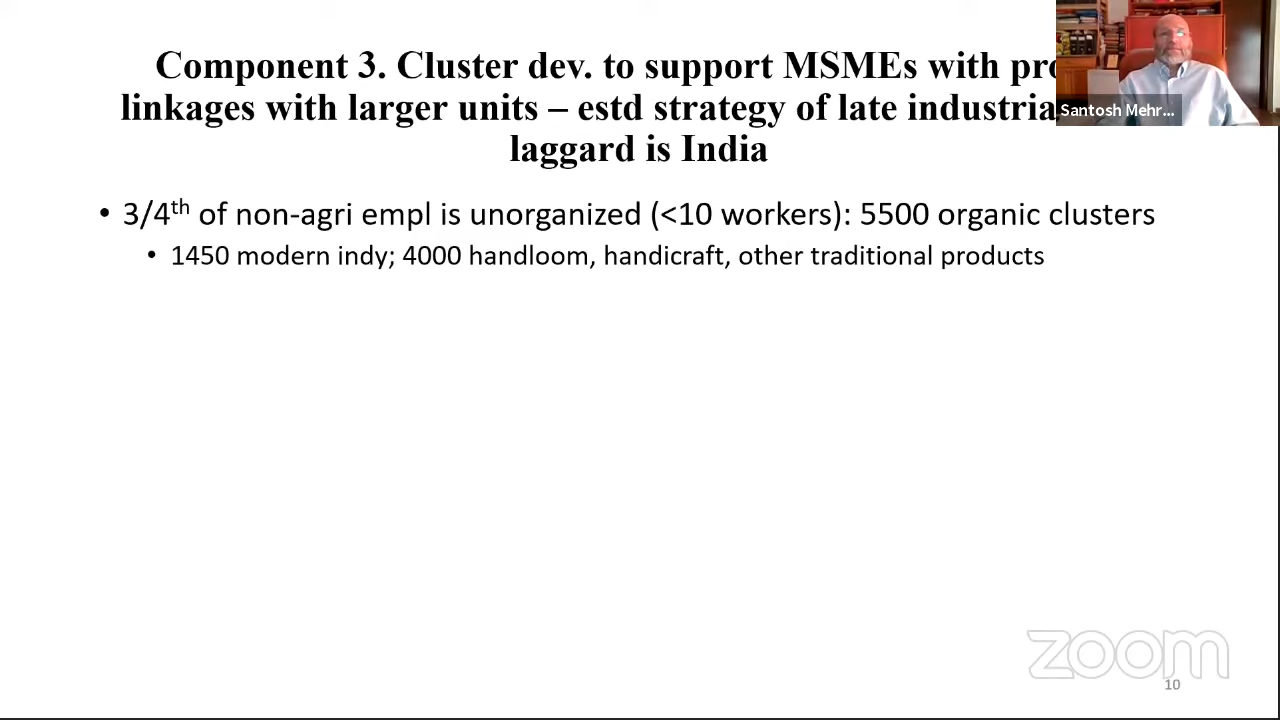 Component 3. Cluster dev. to support MSMEs with
linkages with larger units – estd strategy of late
laggard is India
Santosh Mehr...
• 3/4th of non-agri empl is unorganized (<10 workers): 5500 organic clusters
• 1450 modern indy; 4000 handloom, handicraft, other traditional products
zoom
10